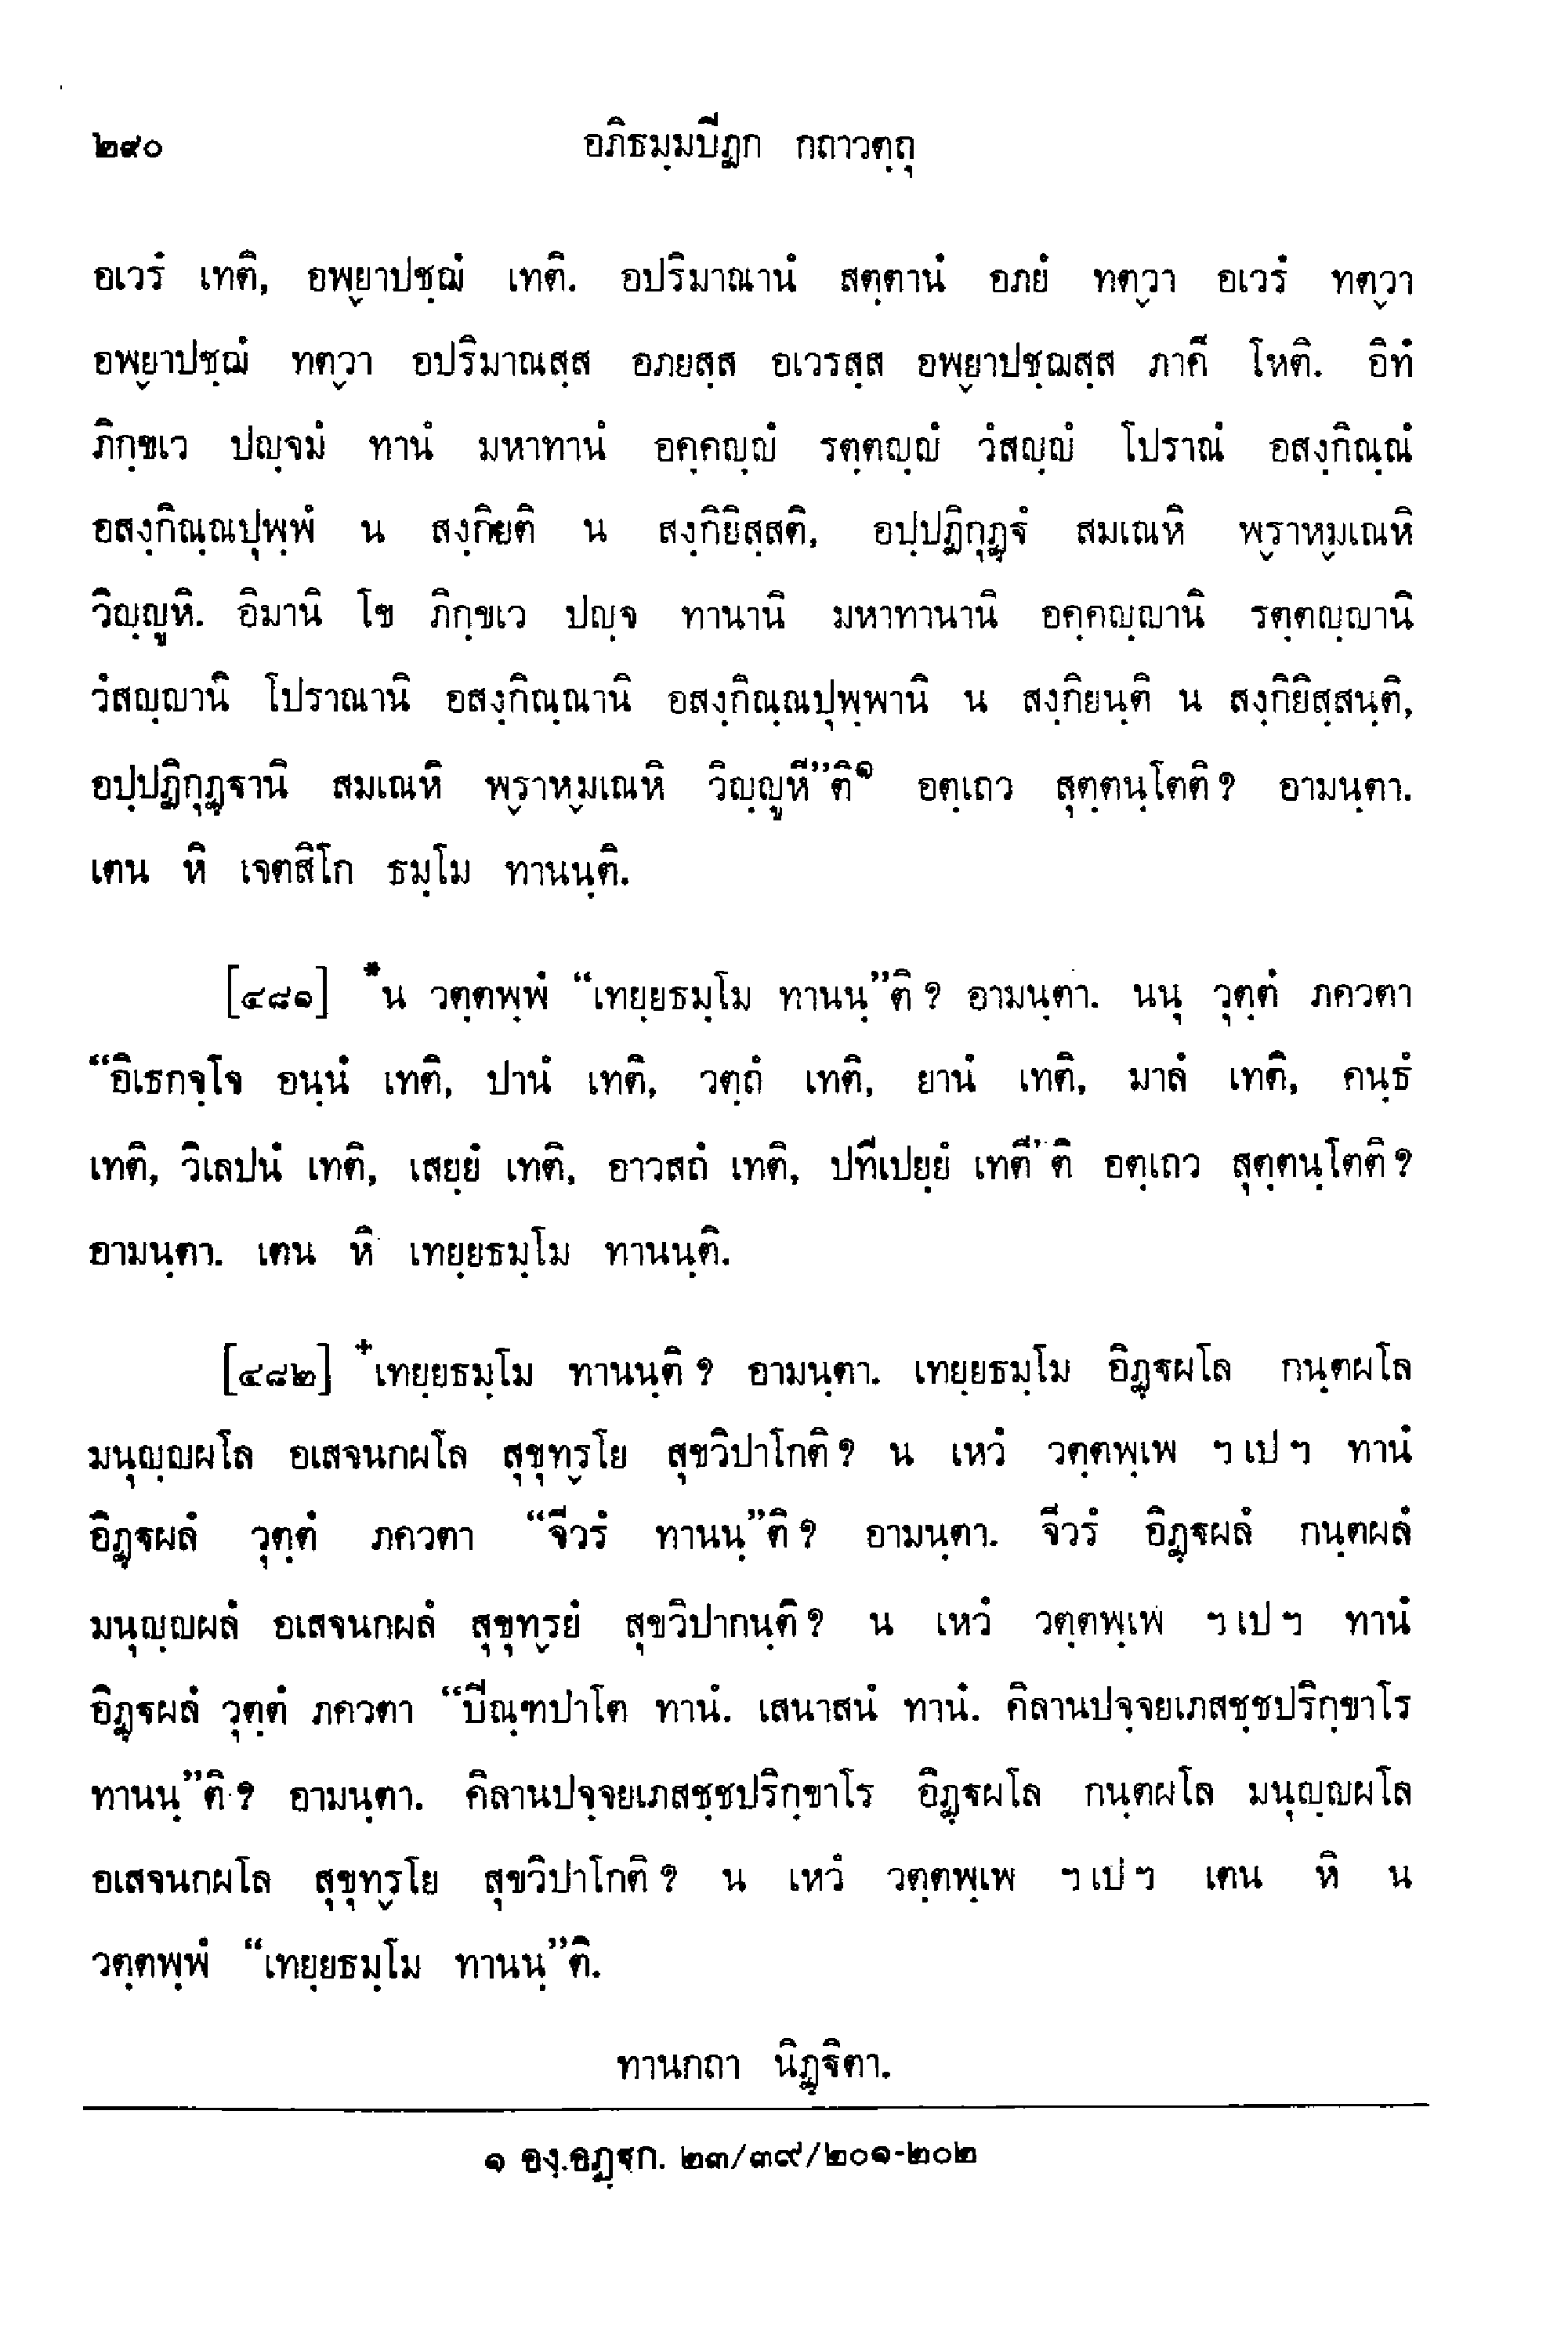 ๒๙๐ อภิธมฺมปิฏก กถาวตฺถุ
อเวรํ เทติ, อพฺยาปชฺฌํ เทติ. อปริมาณานํ สตฺตานํ อภยํ ทตฺวา อเวรํ ทตฺวา
อพฺยาปชฺฌํ ทตฺวา อปริมาณสฺส อภยสฺส อเวรสฺส อพฺยาปชฺฌสฺส ภาคี โหติ. อิทํ
ภิกฺขเว ปญฺจมํ ทานํ มหาทานํ อคฺคญฺญํ รตฺตญฺญํ วํสญฺญํ โปราณํ อสงฺกิณฺณํ
อสงฺกิณฺณปุพฺพํ น สงฺกิยติ น สงฺกิยิสฺสติ, อปฺปฏิกุฏฺฐํ สมเณหิ พฺราหฺมเณหิ
วิญฺญูหิ. อิมานิ โข ภิกฺขเว ปญฺจ ทานานิ มหาทานานิ อคฺคญฺญานิ รตฺตญฺญานิ
วํสญฺญานิ โปราณานิ อสงฺกิณฺณานิ อสงฺกิณฺณปุพฺพานิ น สงฺกิยนฺติ น สงฺกิยิสฺสนฺติ,
อปฺปฏิกุฏฺฐานิ สมเณหิ พฺราหฺมเณหิ วิญฺญูหี”ติ๑ อตฺเถว สุตฺตนฺโตติ? อามนฺตา.
เตน หิ เจตสิโก ธมฺโม ทานนฺติ.
[๔๘๑] *น วตฺตพฺพํ “เทยฺยธมฺโม ทานนฺ”ติ? อามนฺตา. นนุ วุตฺตํ ภควตา
“อิเธกจฺโจ อนฺนํ เทติ, ปานํ เทติ, วตฺถํ เทติ, ยานํ เทติ, มาลํ เทติ, คนฺธํ
เทติ, วิเลปนํ เทติ, เสยฺยํ เทติ, อาวสถํ เทติ, ปทีเปยฺยํ เทตี”ติ อตฺเถว สุตฺตนฺโตติ?
อามนฺตา. เตน หิ เทยฺยธมฺโม ทานนฺติ.
[๔๘๒] +เทยฺยธมฺโม ทานนฺติ? อามนฺตา. เทยฺยธมฺโม อิฏฺฐผโล กนฺตผโล
มนุญฺญผโล อเสจนกผโล สุขุทฺรโย สุขวิปาโกติ? น เหวํ วตฺตพฺเพ ฯเปฯ ทานํ
อิฏฺฐผลํ วุตฺตํ ภควตา “จีวรํ ทานนฺ”ติ? อามนฺตา. จีวรํ อิฏฺฐผลํ กนฺตผลํ
มนุญฺญผลํ อเสจนกผลํ สุขุทฺรยํ สุขวิปากนฺติ? น เหวํ วตฺตพฺเพ ฯเปฯ ทานํ
อิฏฺฐผลํ วุตฺตํ ภควตา “ปิณฺฑปาโต ทานํ. เสนาสนํ ทานํ. คิลานปจฺจยเภสชฺชปริกฺขาโร
ทานนฺ”ติ? อามนฺตา. คิลานปจฺจยเภสชฺชปริกฺขาโร อิฏฺฐผโล กนฺตผโล มนุญฺญผโล
อเสจนกผโล สุขุทฺรโย สุขวิปาโกติ? น เหวํ วตฺตพฺเพ ฯเปฯ เตน หิ น
วตฺตพฺพํ “เทยฺยธมฺโม ทานนฺ”ติ.
ทานกถา นิฏฺฐิตา.
๑ องฺ.อฏฺฐก. ๒๓/๓๙/๒๐๑-๒๐๒